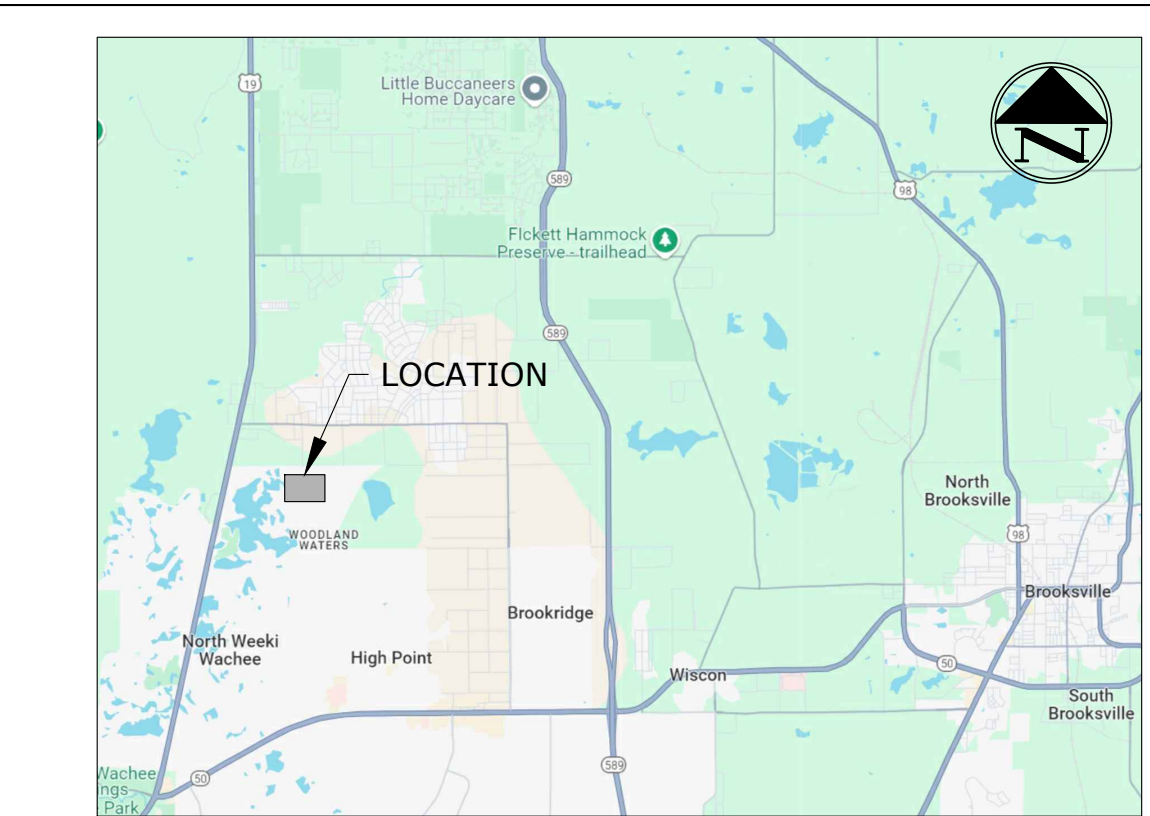 19
Little Buccaneers
Home Daycare
589
98
N
FIckett Hammock
Preserve - trailhead
589
LOCATION
WOODLAND
WATERS
North
Brooksville
98
Brooksville
Brookridge
North Weeki
Wachee
High Point
Wiscon
50
South
Brooksville
589
50
Wachee
ings
Park